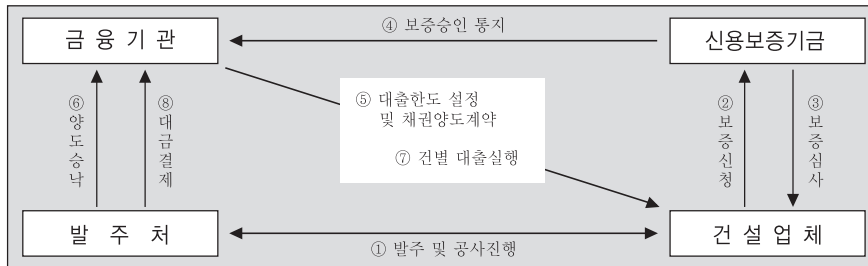 ④ 보증승인 통지
금 융 기 관
신용보증기금
⑤ 대출한도 설정
및 채권양도계약
⑦ 건별 대출실행
⑥양도승낙
⑧대금결제
②보증신청
③보증심사
발 주 처
건 설 업 체
① 발주 및 공사진행